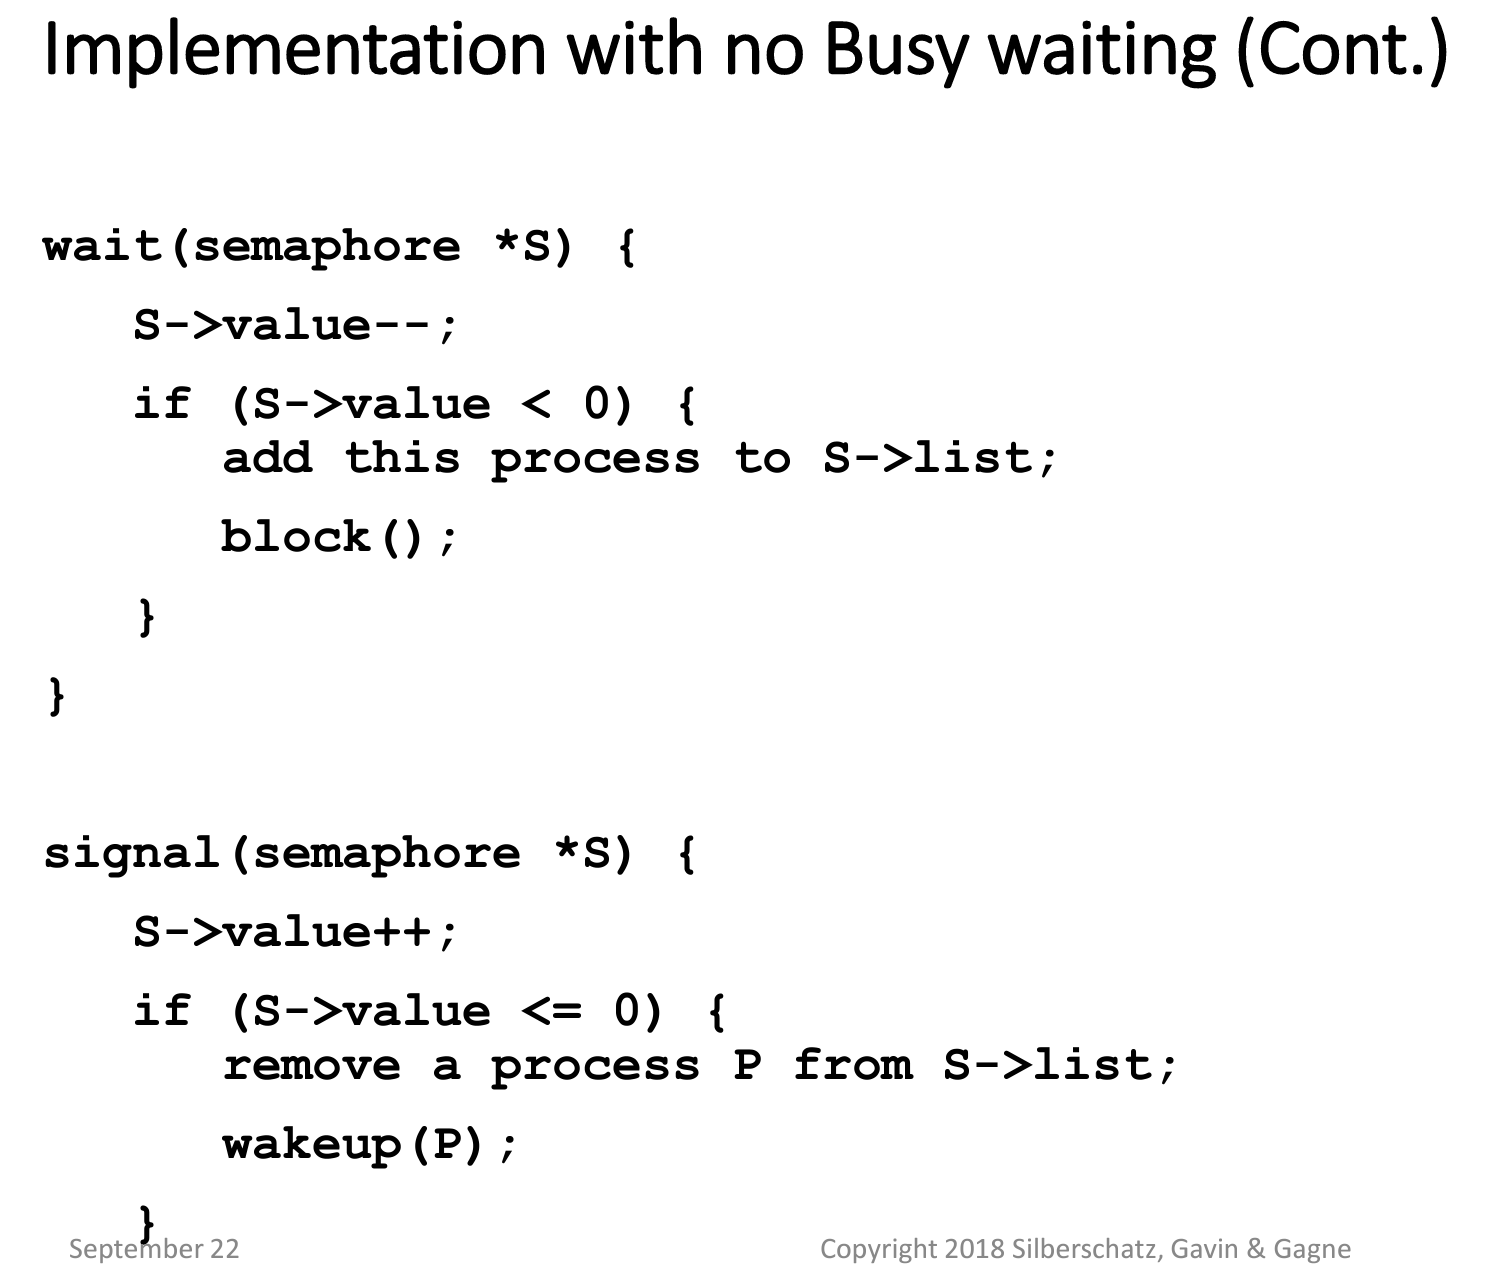 Implementation with no Busy waiting (Cont.)
wait(semaphore *S) {
S->value--;
if (S->value < 0) {
add this process to S->list;
block();
}
}
signal(semaphore *S) {
S->value++;
if (S->value <= 0) {
remove a process P from S->list;
wakeup(P);
}
September 22
Copyright 2018 Silberschatz, Gavin & Gagne